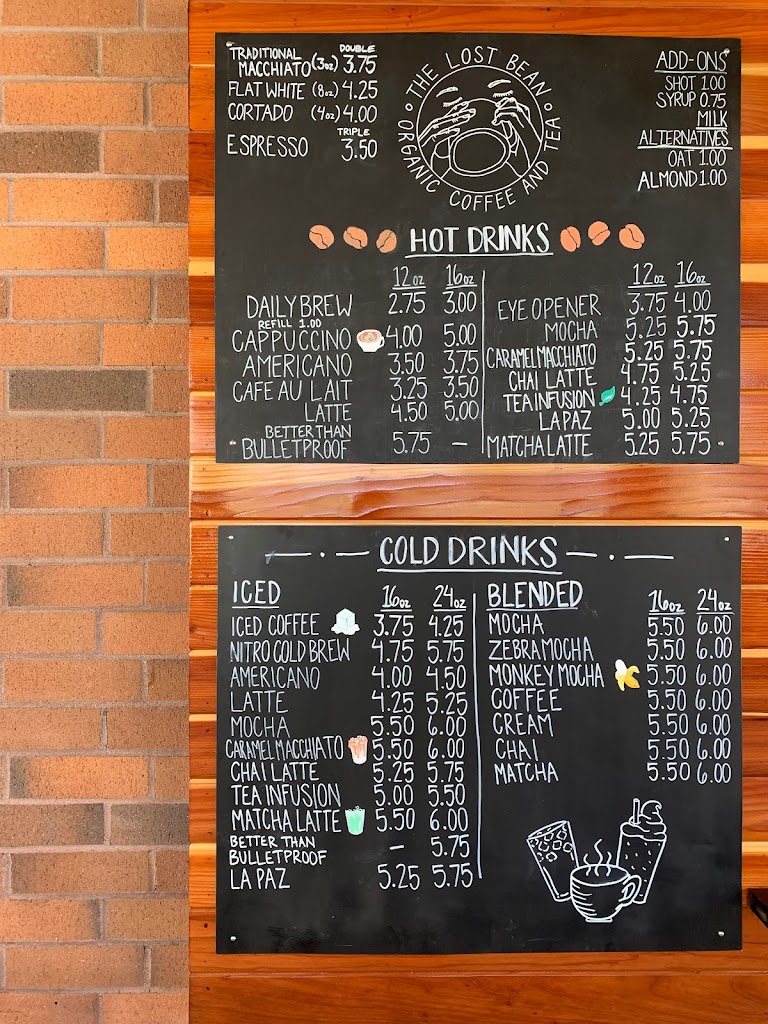 DOUBLE
TRADITIONAL
MACCHIATO (3oz) 3.75
FLAT WHITE (8oz) 4.25
CORTADO (4oz) 4.00
TRIPLE
ESPRESSO 3.50
THE LOST BEAN
ORGANIC COFFEE AND TEA
ADD-ONS
SHOT 1.00
SYRUP 0.75
MILK
ALTERNATIVES
OAT 1.00
ALMOND 1.00
HOT DRINKS
12oz 16oz
DAILY BREW 2.75 3.00
REFILL 1.00
CAPPUCCINO 4.00 5.00
AMERICANO 3.50 3.75
CAFE AU LAIT 3.25 3.50
LATTE 4.50 5.00
BETTER THAN
BULLETPROOF 5.75 —
12oz 16oz
EYE OPENER 3.75 4.00
MOCHA 5.25 5.75
CARAMEL MACCHIATO 5.25 5.75
CHAI LATTE 4.75 5.25
TEA INFUSION 4.25 4.75
LA PAZ 5.00 5.25
MATCHA LATTE 5.25 5.75
COLD DRINKS
ICED 16oz 24oz
ICED COFFEE 3.75 4.25
NITRO COLD BREW 4.75 5.75
AMERICANO 4.00 4.50
LATTE 4.25 5.25
MOCHA 5.50 6.00
CARAMEL MACCHIATO 5.50 6.00
CHAI LATTE 5.25 5.75
TEA INFUSION 5.00 5.50
MATCHA LATTE 5.50 6.00
BETTER THAN
BULLETPROOF – 5.75
LA PAZ 5.25 5.75
BLENDED 16oz 24oz
MOCHA 5.50 6.00
ZEBRA MOCHA 5.50 6.00
MONKEY MOCHA 5.50 6.00
COFFEE 5.50 6.00
CREAM 5.50 6.00
CHAI 5.50 6.00
MATCHA 5.50 6.00